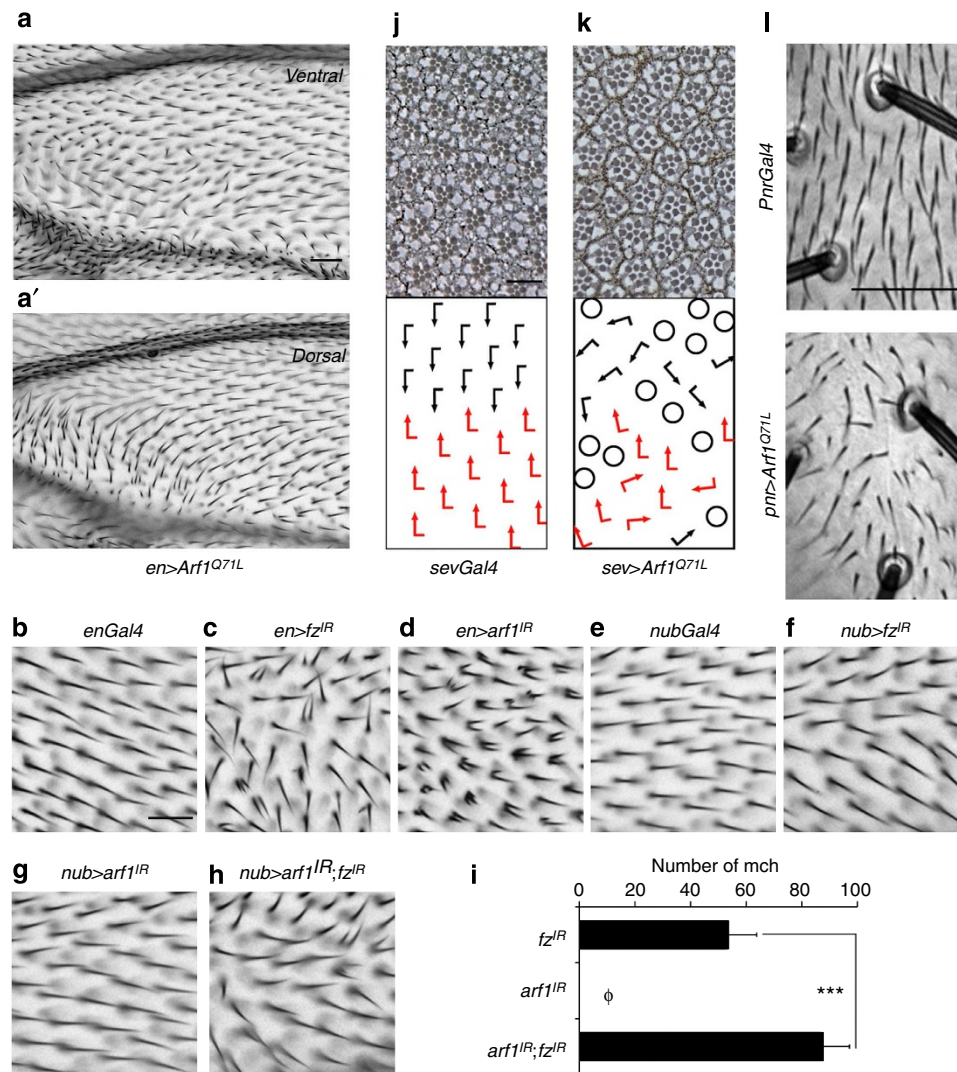 a
Ventral
a′
Dorsal
en>Arf1Q71L
j
k
sevGal4
sev>Arf1Q71L
l
PnrGal4
pnr>Arf1Q71L
b enGal4
c en>fzIR
d en>arf1IR
e nubGal4
f nub>fzIR
g nub>arf1IR
h nub>arf1IR;fzIR
i
Number of mch
0 20 40 60 80 100
fzIR
arf1IR
ϕ
***
arf1IR;fzIR